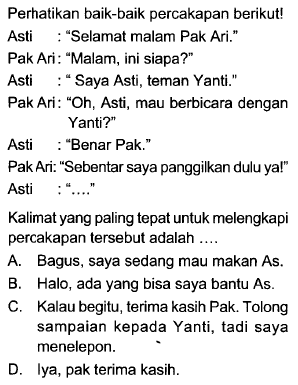 Perhatikan baik-baik percakapan berikut!
Asti : “Selamat malam Pak Ari.”
Pak Ari : “Malam, ini siapa?”
Asti : “ Saya Asti, teman Yanti.”
Pak Ari : “Oh, Asti, mau berbicara dengan
Yanti?”
Asti : “Benar Pak.”
Pak Ari: “Sebentar saya panggilkan dulu ya!”
Asti : “....”
Kalimat yang paling tepat untuk melengkapi
percakapan tersebut adalah ....
A. Bagus, saya sedang mau makan As.
B. Halo, ada yang bisa saya bantu As.
C. Kalau begitu, terima kasih Pak. Tolong
sampaian kepada Yanti, tadi saya
menelepon.
D. Iya, pak terima kasih.